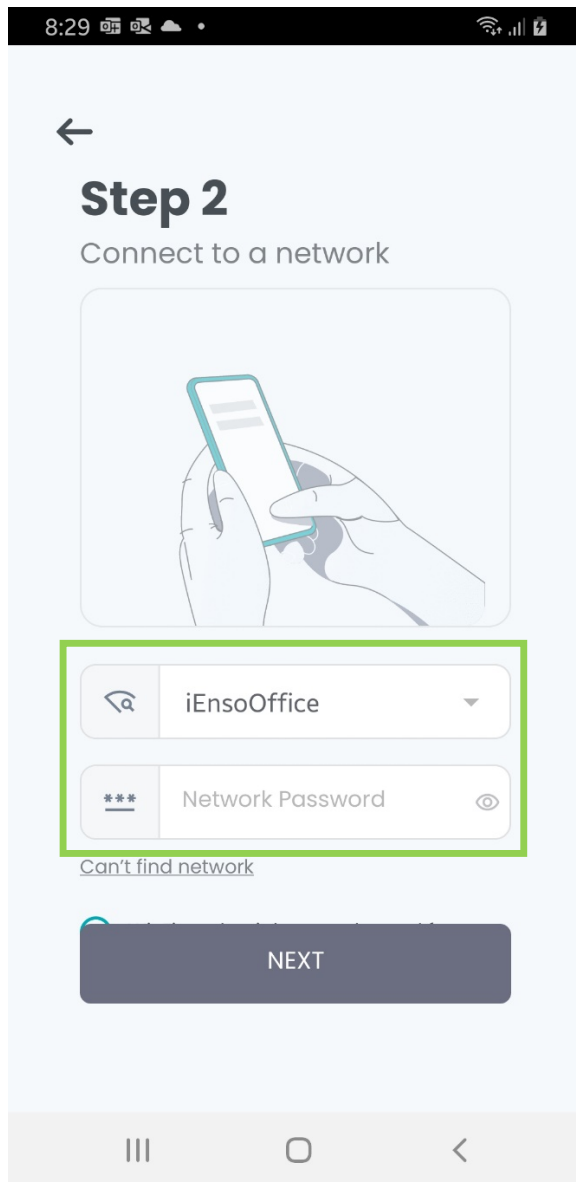 8:29
Step 2
Connect to a network
iEnsoOffice
***
Network Password
Can't find network
NEXT